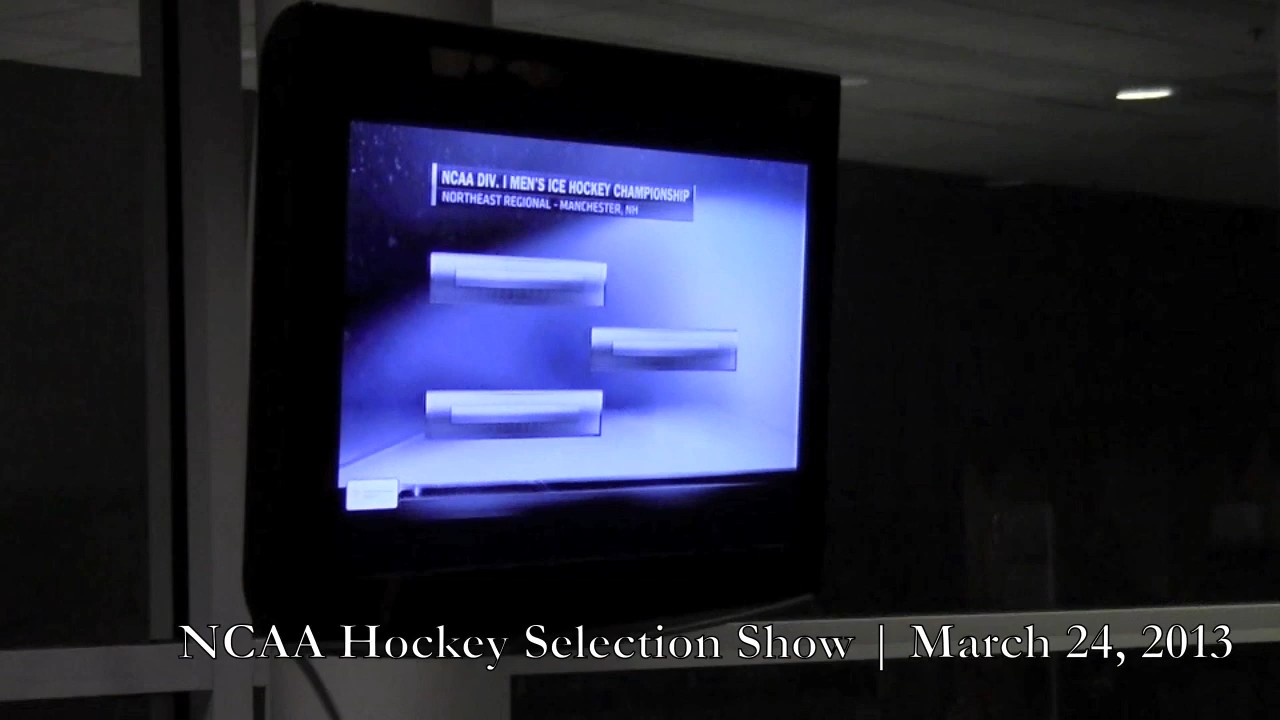 NCAA DIV. I MEN'S ICE HOCKEY CHAMPIONSHIP
NORTHEAST REGIONAL - MANCHESTER, NH
NCAA Hockey Selection Show | March 24, 2013